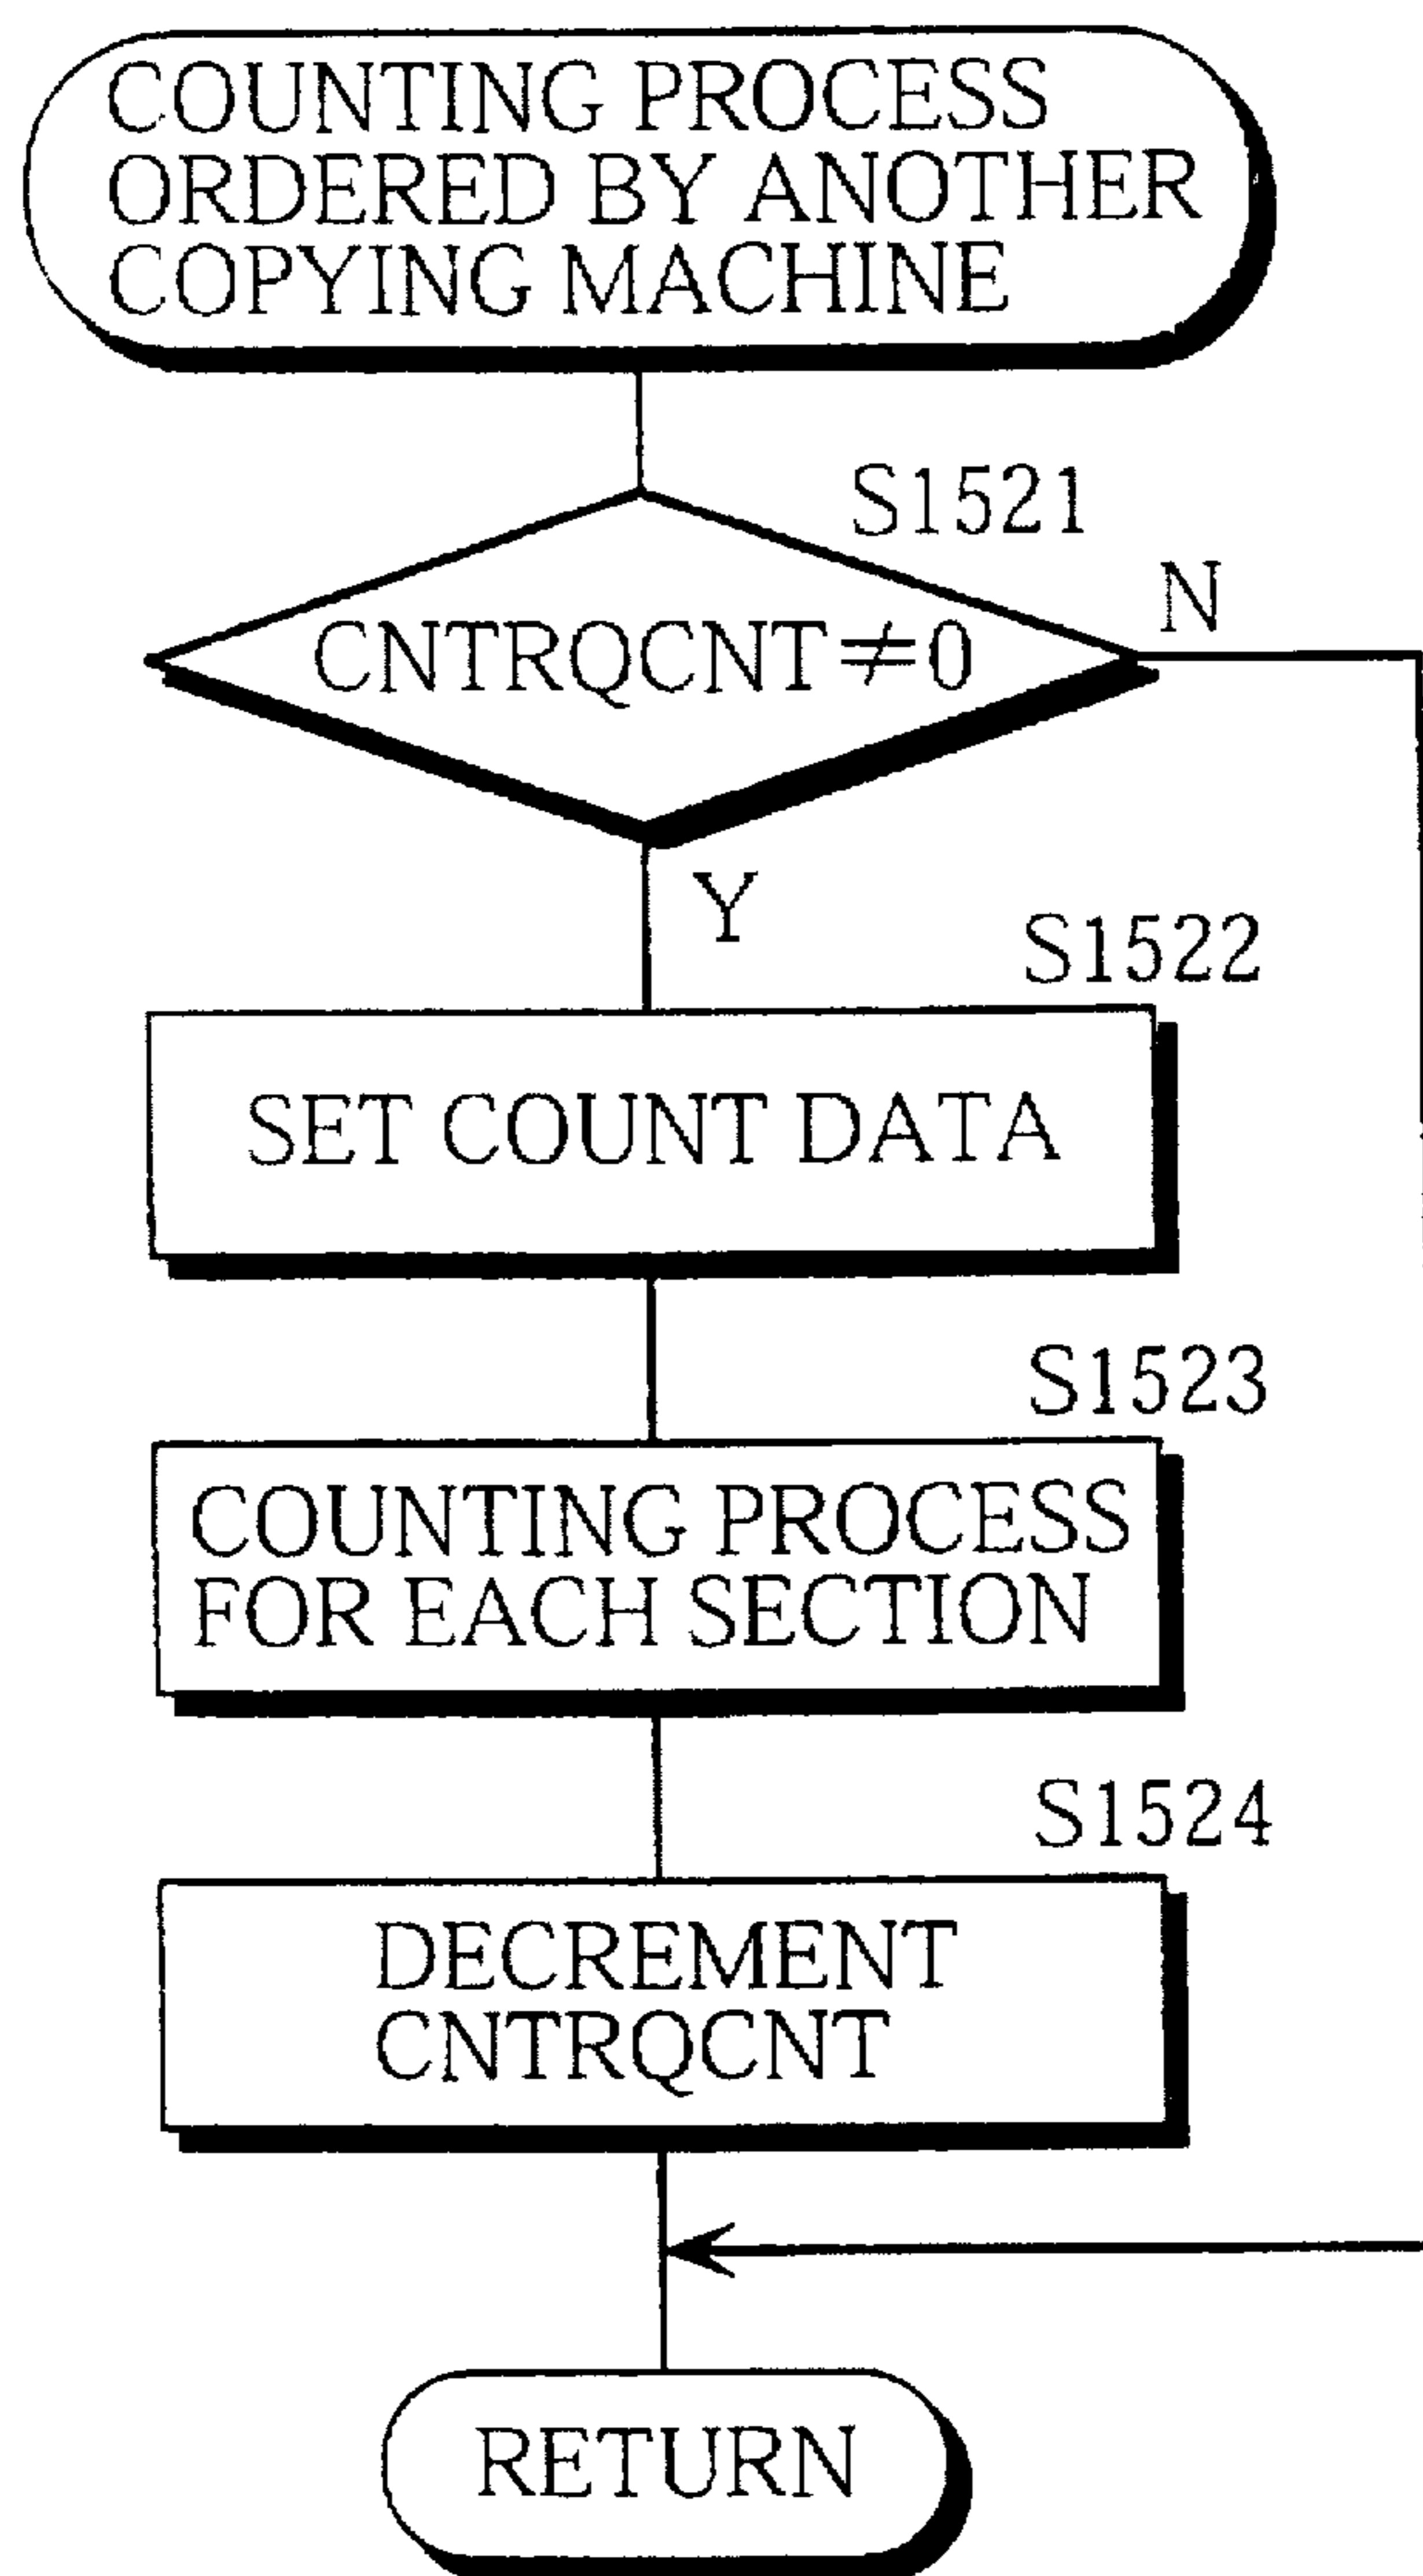 COUNTING PROCESS
ORDERED BY ANOTHER
COPYING MACHINE
S1521
N
CNTRQCNT≠0
Y
S1522
SET COUNT DATA
S1523
COUNTING PROCESS
FOR EACH SECTION
S1524
DECREMENT
CNTRQCNT
RETURN